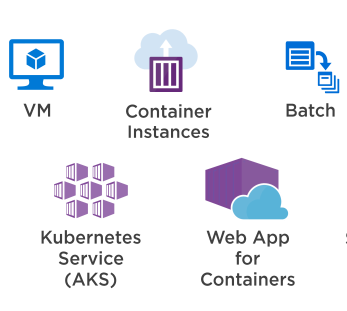 VM
Container
Instances
Batch
Kubernetes
Service
(AKS)
Web App
for
Containers